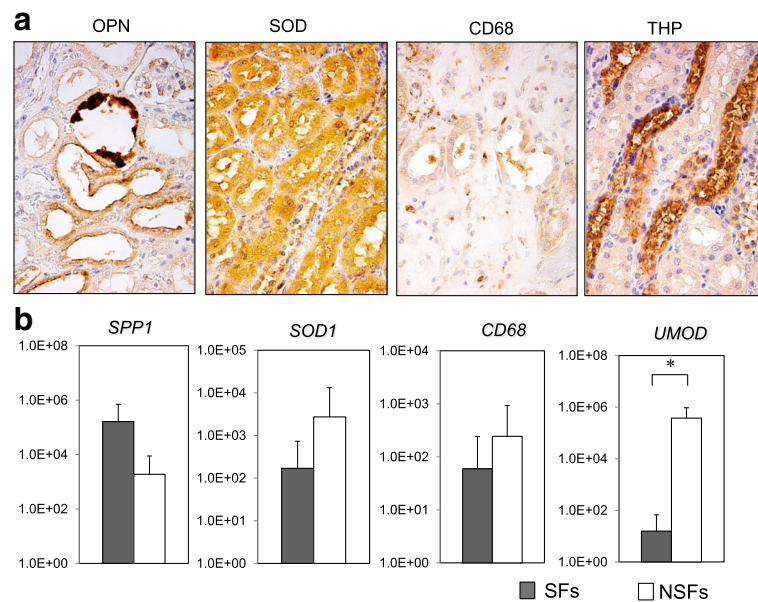 a
OPN SOD CD68 THP
b
SPP1 SOD1 CD68 UMOD
1.0E+08 1.0E+05 1.0E+04 1.0E+08
1.0E+06 1.0E+04 1.0E+03 1.0E+06
1.0E+04 1.0E+03 1.0E+02 1.0E+04
1.0E+02 1.0E+02 1.0E+01 1.0E+02
1.0E+00 1.0E+01 1.0E+00 1.0E+00
1.0E+00
*
SFs NSFs